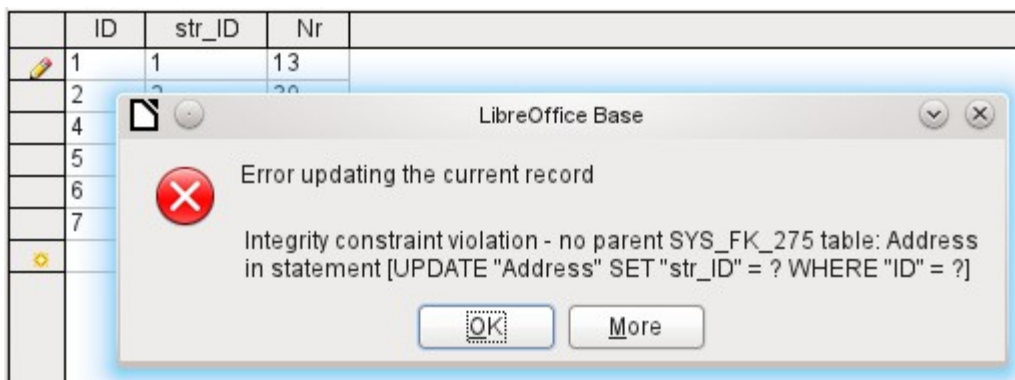 ID str_ID Nr
1 1 13
2
4
5
6
7
LibreOffice Base
Error updating the current record
Integrity constraint violation - no parent SYS_FK_275 table: Address
in statement [UPDATE "Address" SET "str_ID" = ? WHERE "ID" = ?]
OK More